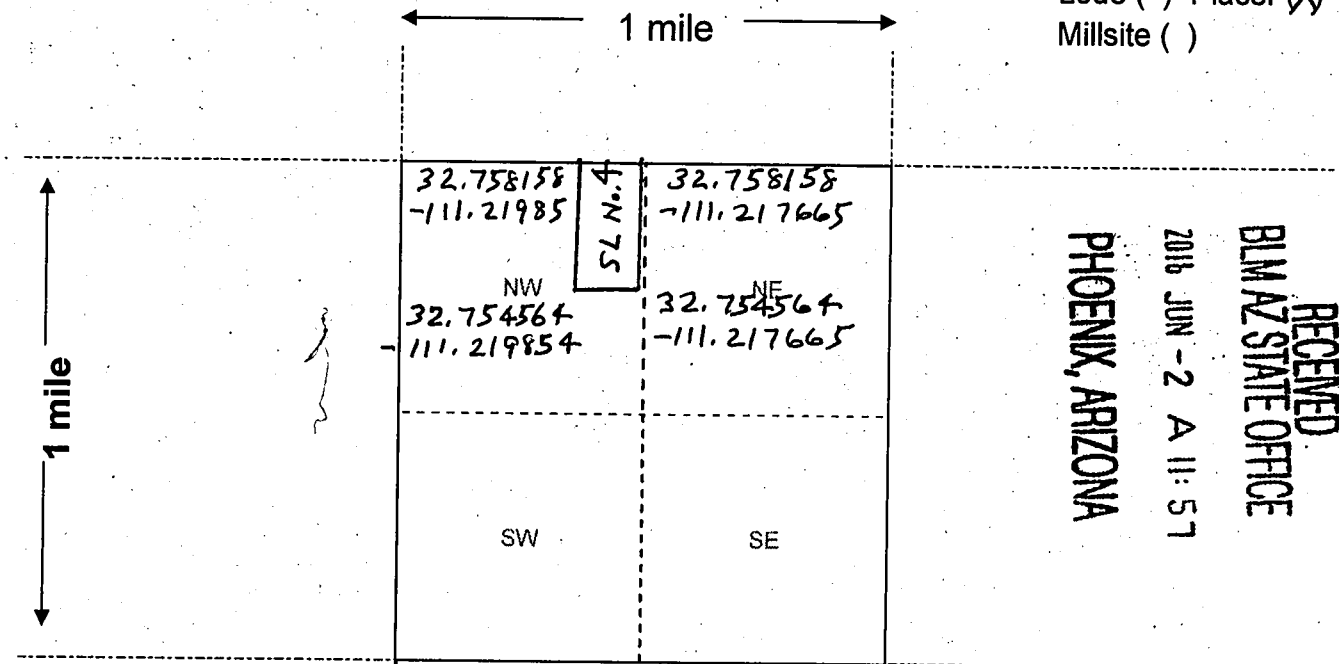 1 mile
Lode ( ) Placer
Millsite ( )
32.758158
-111.21985
SL No. 4
32.758158
-111.217665
NW
NE
32.754564
-111.219854
32.754564
-111.217665
1 mile
SW
SE
RECEIVED
BLM AZ STATE OFFICE
2016 JUN -2 A 11: 57
PHOENIX, ARIZONA